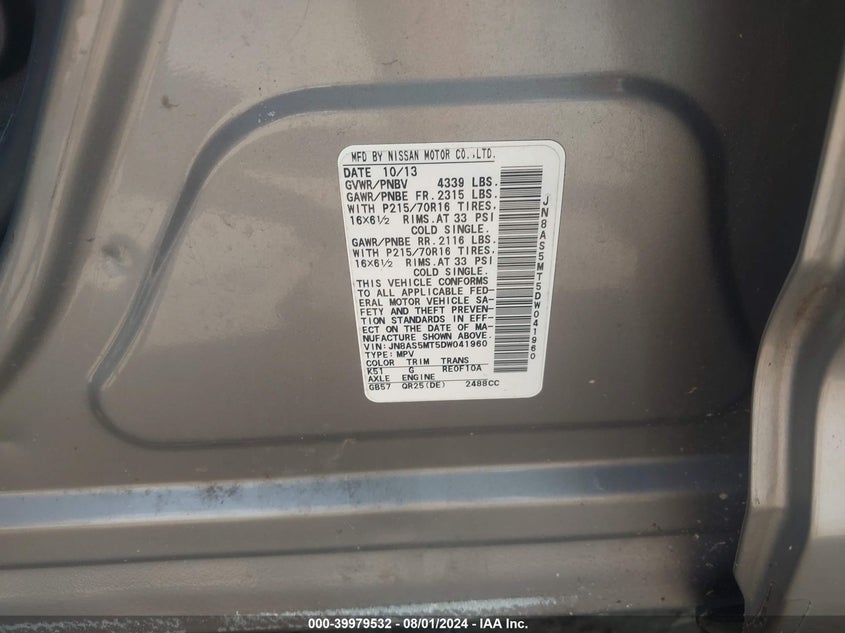 MFD BY NISSAN MOTOR CO.,LTD.
DATE 10/13
GVWR/PNBV 4339 LBS.
GAWR/PNBE FR. 2315 LBS.
WITH P215/70R16 TIRES.
16×6½ RIMS. AT 33 PSI
COLD SINGLE.
GAWR/PNBE RR. 2116 LBS.
WITH P215/70R16 TIRES.
16×6½ RIMS. AT 33 PSI
COLD SINGLE.
THIS VEHICLE CONFORMS
TO ALL APPLICABLE FED-
ERAL MOTOR VEHICLE SA-
FETY AND THEFT PREVEN-
TION STANDARDS IN EFF-
ECT ON THE DATE OF MA-
NUFACTURE SHOWN ABOVE.
VIN: JN8AS5MT5DW041960
TYPE: MPV
COLOR TRIM TRANS
K51 G RE0F10A
AXLE ENGINE
GB57 QR25(DE) 2488CC
JN8AS5MT5DW041960
000-39979532 - 08/01/2024 - IAA Inc.